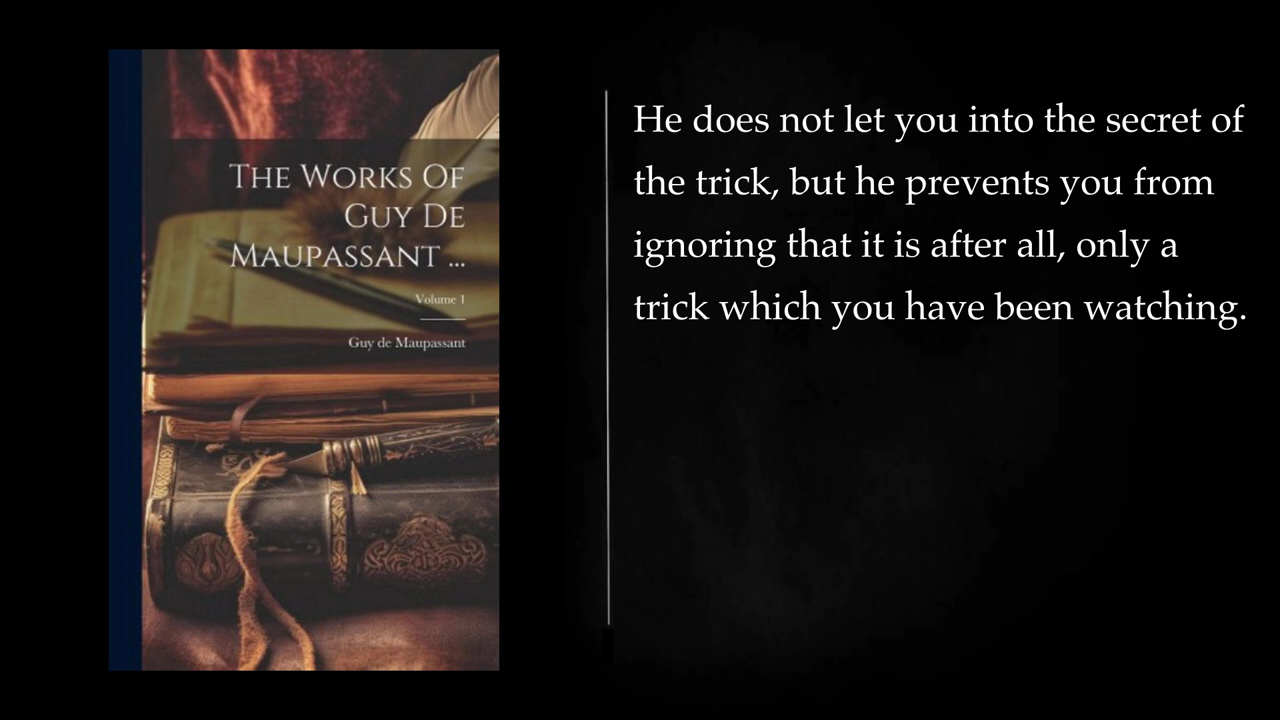 THE WORKS OF
GUY DE
MAUPASSANT ...
Volume 1
Guy de Maupassant
He does not let you into the secret of
the trick, but he prevents you from
ignoring that it is after all, only a
trick which you have been watching.